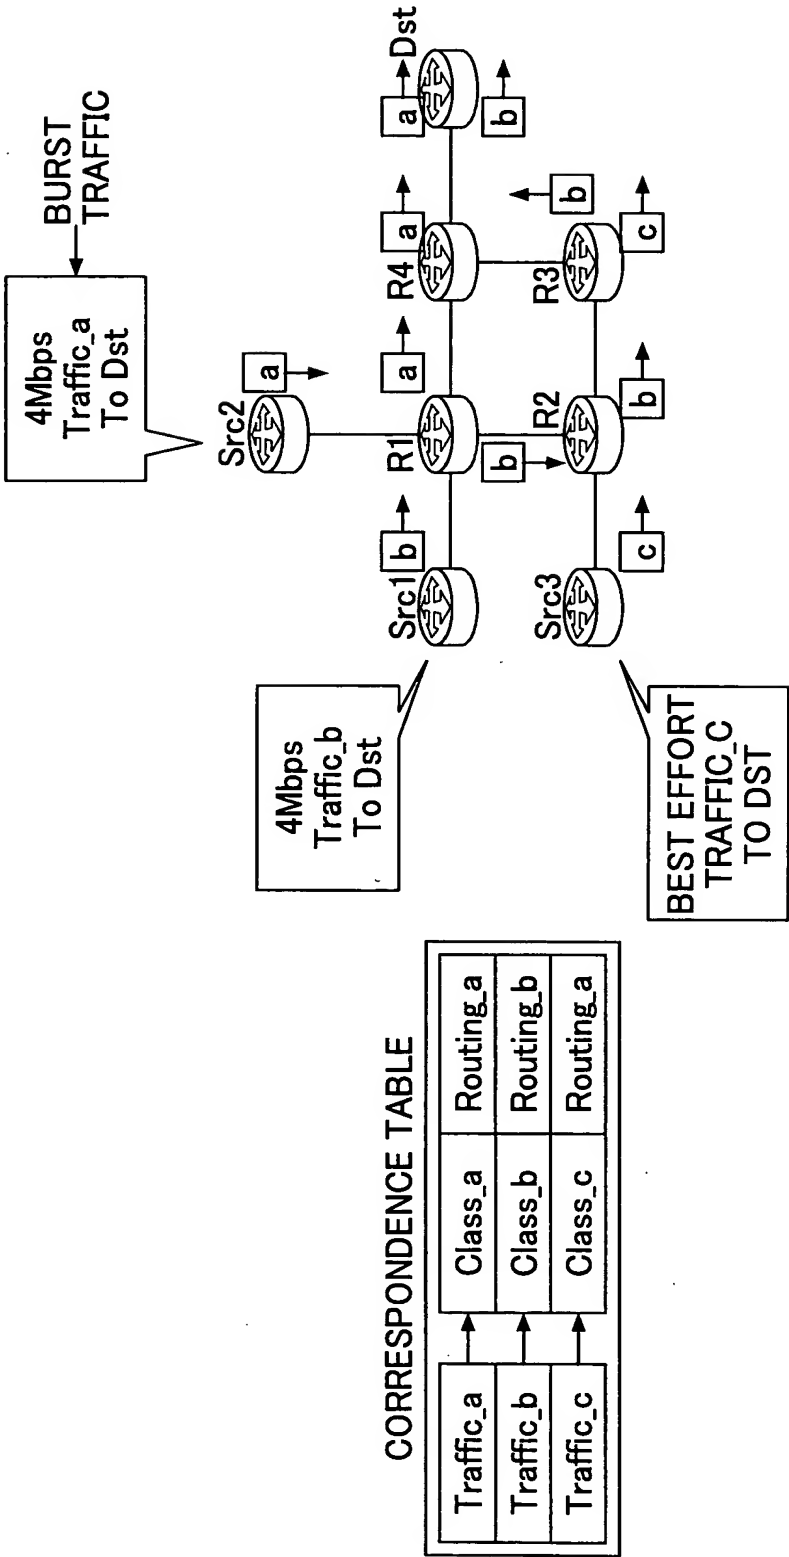 4Mbps
Traffic_a
To Dst
BURST
TRAFFIC
Src2
a
4Mbps
Traffic_b
To Dst
Src1
b
R1
a
R4
a
a
Dst
b
b
b
Src3
c
R2
b
R3
c
BEST EFFORT
TRAFFIC_C
TO DST
CORRESPONDENCE TABLE
Traffic_a Class_a Routing_a
Traffic_b Class_b Routing_b
Traffic_c Class_c Routing_a